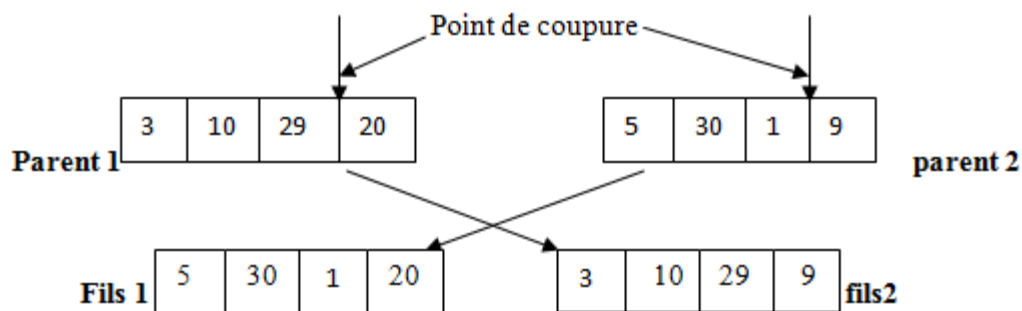 Point de coupure
3 10 29 20
5 30 1 9
Parent 1
parent 2
5 30 1 20
3 10 29 9
Fils 1
fils2